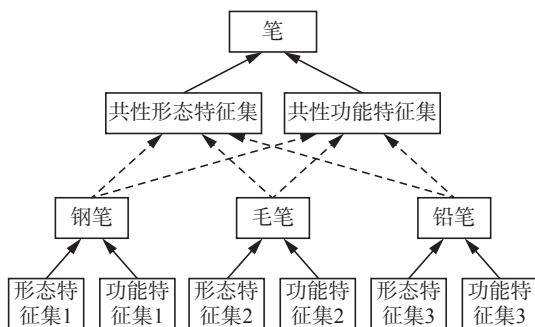 笔
共性形态特征集
共性功能特征集
钢笔
毛笔
铅笔
形态特
征集1
功能特
征集1
形态特
征集2
功能特
征集2
形态特
征集3
功能特
征集3